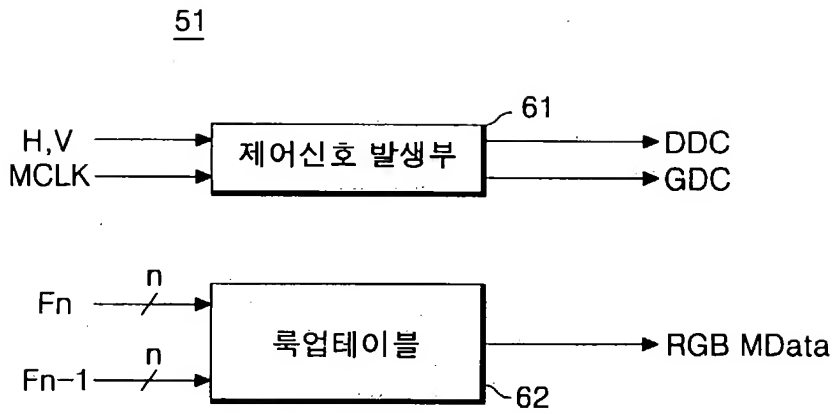 51
61
H,V
MCLK
제어신호 발생부
DDC
GDC
n
Fn
n
Fn-1
룩업테이블
RGB MData
62